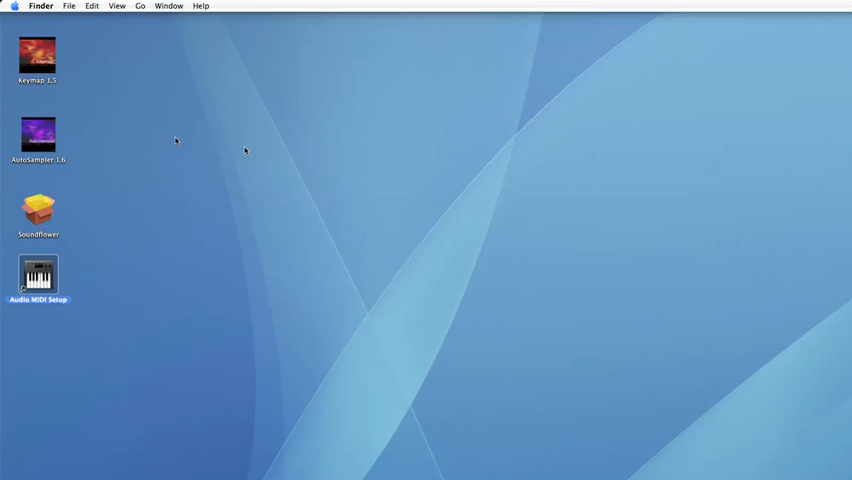 Finder File Edit View Go Window Help
Keymap 1.5
AutoSampler 1.6
Soundflower
Audio MIDI Setup